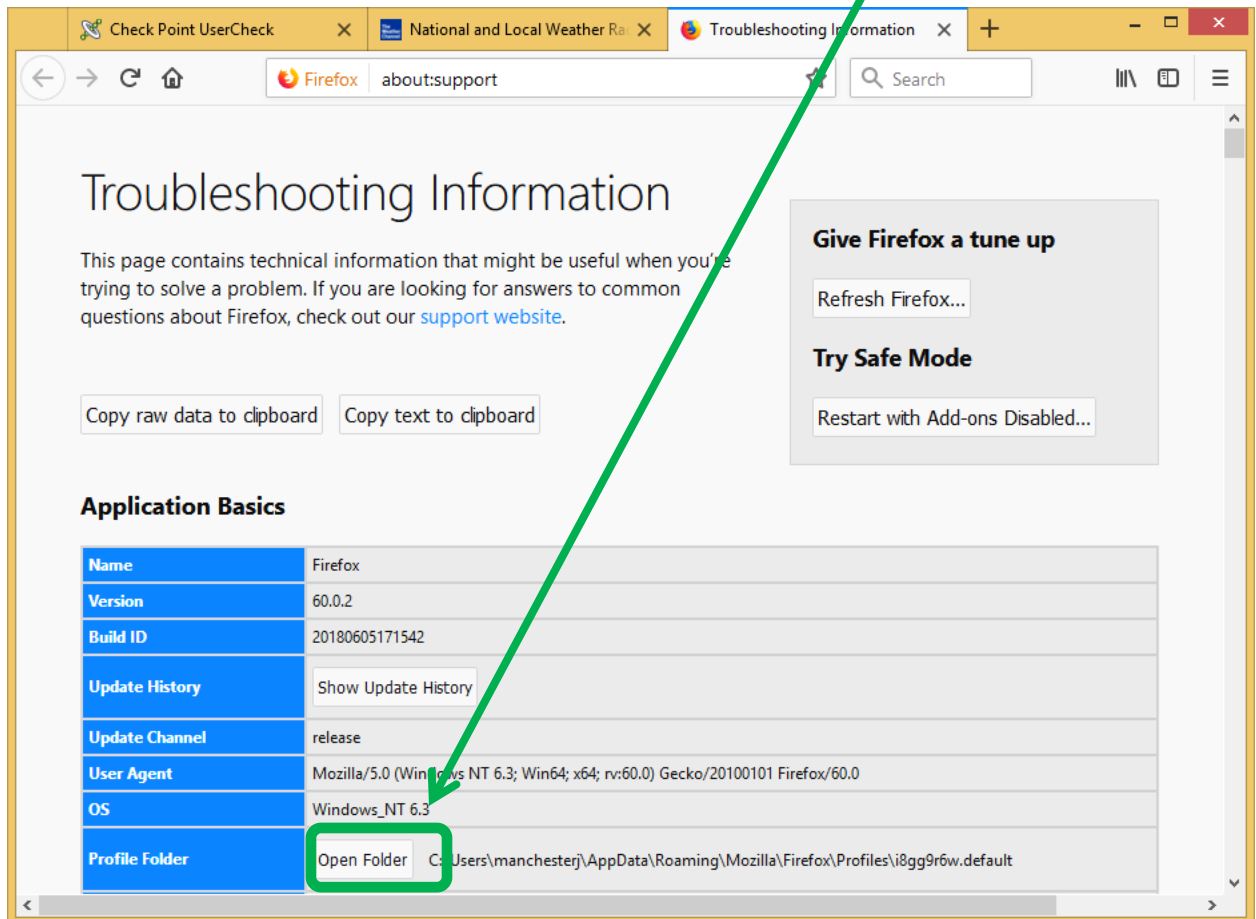 Check Point UserCheck
National and Local Weather Ra
Troubleshooting Information
Firefox about:support
Search
Troubleshooting Information
This page contains technical information that might be useful when you're
trying to solve a problem. If you are looking for answers to common
questions about Firefox, check out our support website.
Give Firefox a tune up
Refresh Firefox...
Try Safe Mode
Restart with Add-ons Disabled...
Copy raw data to clipboard Copy text to clipboard
Application Basics
Name Firefox
Version 60.0.2
Build ID 20180605171542
Update History Show Update History
Update Channel release
User Agent Mozilla/5.0 (Windows NT 6.3; Win64; x64; rv:60.0) Gecko/20100101 Firefox/60.0
OS Windows_NT 6.3
Profile Folder Open Folder C:\Users\manchesterj\AppData\Roaming\Mozilla\Firefox\Profiles\i8gg9r6w.default